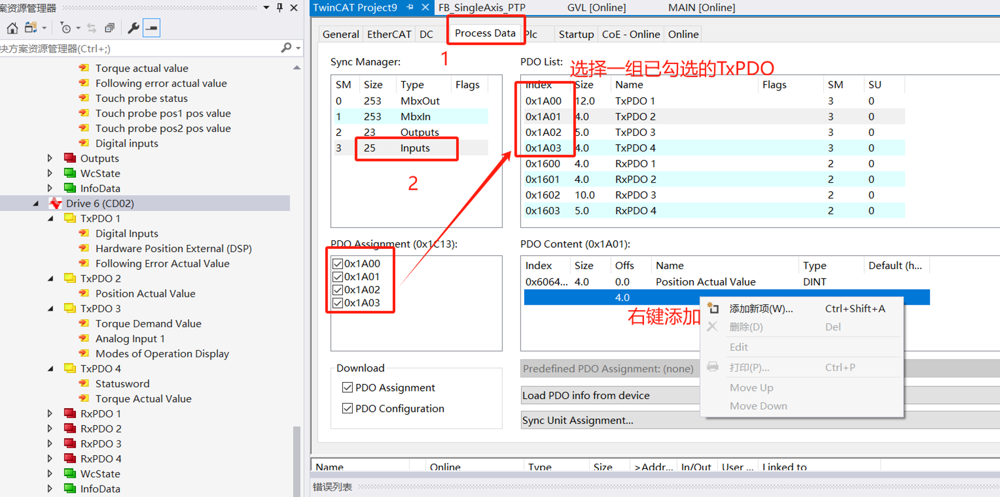 案资源管理器
决方案资源管理器(Ctrl+;)
Torque actual value
Following error actual value
Touch probe status
Touch probe pos1 pos value
Touch probe pos2 pos value
Digital inputs
Outputs
WcState
InfoData
Drive 6 (CD02)
TxPDO 1
Digital Inputs
Hardware Position External (DSP)
Following Error Actual Value
TxPDO 2
Position Actual Value
TxPDO 3
Torque Demand Value
Analog Input 1
Modes of Operation Display
TxPDO 4
Statusword
Torque Actual Value
RxPDO 1
RxPDO 2
RxPDO 3
RxPDO 4
WcState
InfoData
TwinCAT Project9 FB_SingleAxis_PTP GVL [Online] MAIN [Online]
General EtherCAT DC Process Data Plc Startup CoE - Online Online
1
Sync Manager:
SM Size Type Flags
0 253 MbxOut
1 253 MbxIn
2 23 Outputs
3 25 Inputs
2
PDO List:
选择一组已勾选的TxPDO
Index Size Name Flags SM SU
0x1A00 12.0 TxPDO 1 3 0
0x1A01 4.0 TxPDO 2 3 0
0x1A02 5.0 TxPDO 3 3 0
0x1A03 4.0 TxPDO 4 3 0
0x1600 4.0 RxPDO 1 2 0
0x1601 4.0 RxPDO 2 2 0
0x1602 10.0 RxPDO 3 2 0
0x1603 5.0 RxPDO 4 2 0
PDO Assignment (0x1C13):
0x1A00
0x1A01
0x1A02
0x1A03
PDO Content (0x1A01):
Index Size Offs Name Type Default (h...
0x6064... 4.0 0.0 Position Actual Value DINT
4.0
右键添加
添加新项(W)... Ctrl+Shift+A
删除(D) Del
Edit
打印(P)... Ctrl+P
Move Up
Move Down
Download
PDO Assignment
PDO Configuration
Predefined PDO Assignment: (none)
Load PDO info from device
Sync Unit Assignment...
Name Online Type Size >Addr... In/Out User ... Linked to
错误列表